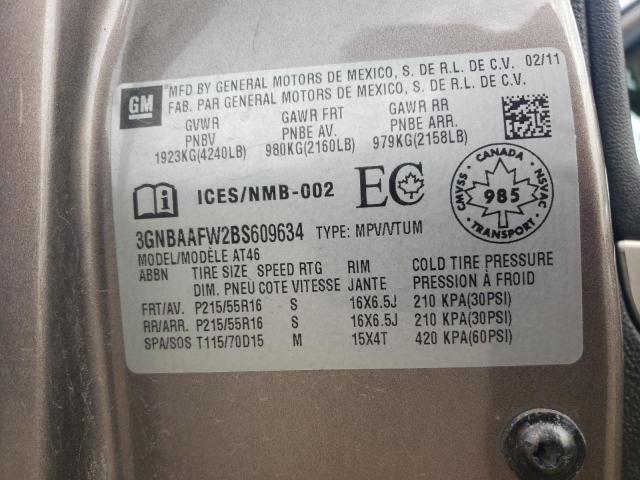 GM
MFD BY GENERAL MOTORS DE MEXICO, S. DE R.L. DE C.V. 02/11
FAB. PAR GENERAL MOTORS DE MEXICO, S. DE R.L. DE C.V.
GVWR GAWR FRT GAWR RR
PNBV PNBE AV. PNBE ARR.
1923KG(4240LB) 980KG(2160LB) 979KG(2158LB)
ICES/NMB-002 EC
CANADA
CMVSS 985 NSVAC
TRANSPORT
3GNBAAFW2BS609634 TYPE: MPV/VTUM
MODEL/MODÈLE AT46
ABBN TIRE SIZE SPEED RTG RIM COLD TIRE PRESSURE
DIM. PNEU COTE VITESSE JANTE PRESSION À FROID
FRT/AV. P215/55R16 S 16X6.5J 210 KPA(30PSI)
RR/ARR. P215/55R16 S 16X6.5J 210 KPA(30PSI)
SPA/SOS T115/70D15 M 15X4T 420 KPA(60PSI)